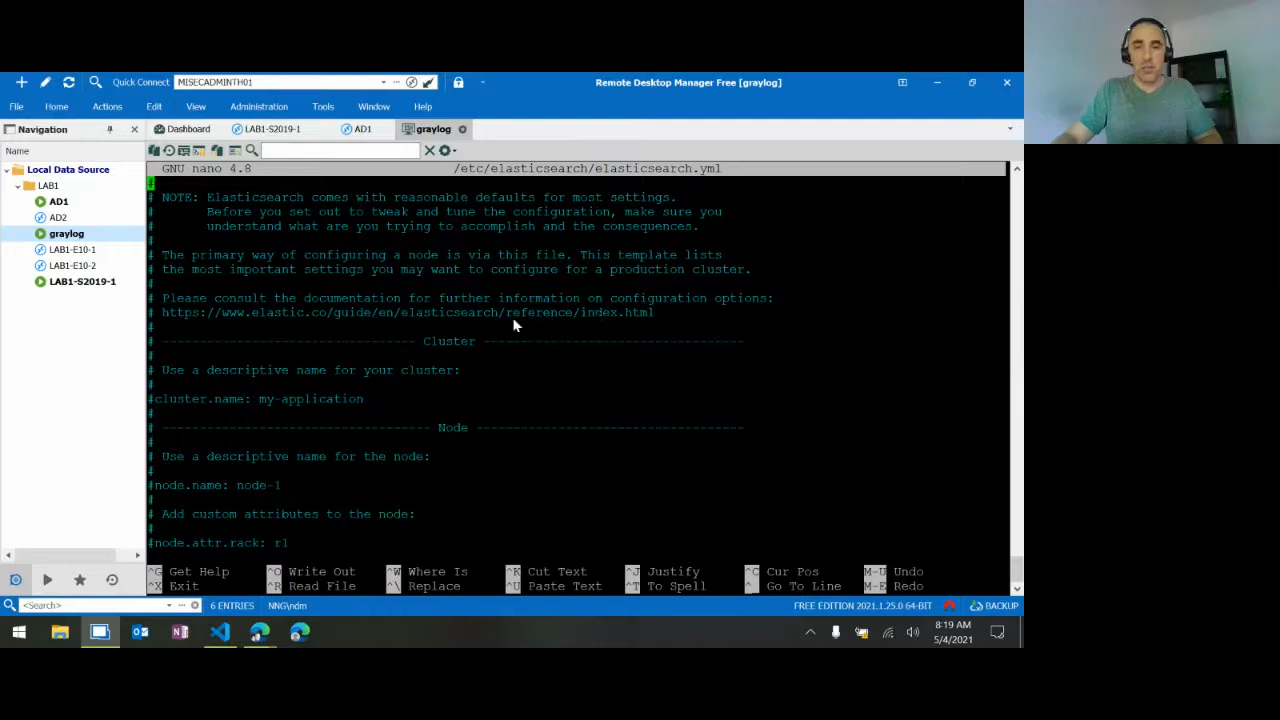 Quick Connect MISECADMINTH01
Remote Desktop Manager Free [graylog]
File Home Actions Edit View Administration Tools Window Help
Navigation
Dashboard LAB1-S2019-1 AD1 graylog
Name
Local Data Source
LAB1
AD1
AD2
graylog
LAB1-E10-1
LAB1-E10-2
LAB1-S2019-1
GNU nano 4.8 /etc/elasticsearch/elasticsearch.yml
#
# NOTE: Elasticsearch comes with reasonable defaults for most settings.
# Before you set out to tweak and tune the configuration, make sure you
# understand what are you trying to accomplish and the consequences.
#
# The primary way of configuring a node is via this file. This template lists
# the most important settings you may want to configure for a production cluster.
#
# Please consult the documentation for further information on configuration options:
# https://www.elastic.co/guide/en/elasticsearch/reference/index.html
#
# ---------------------------------- Cluster -----------------------------------
#
# Use a descriptive name for your cluster:
#
#cluster.name: my-application
#
# ------------------------------------ Node ------------------------------------
#
# Use a descriptive name for the node:
#
#node.name: node-1
#
# Add custom attributes to the node:
#
#node.attr.rack: r1
^G Get Help ^O Write Out ^W Where Is ^K Cut Text ^J Justify ^C Cur Pos M-U Undo
^X Exit ^R Read File ^\ Replace ^U Paste Text ^T To Spell ^_ Go To Line M-E Redo
<Search> 6 ENTRIES NNG\ndm FREE EDITION 2021.1.25.0 64-BIT BACKUP
8:19 AM
5/4/2021